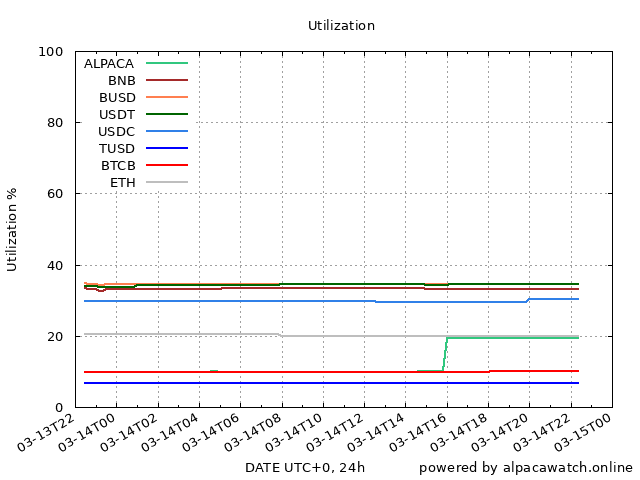 Utilization
100
80
60
40
20
0
Utilization %
ALPACA
BNB
BUSD
USDT
USDC
TUSD
BTCB
ETH
03-13T22
03-14T00
03-14T02
03-14T04
03-14T06
03-14T08
03-14T10
03-14T12
03-14T14
03-14T16
03-14T18
03-14T20
03-14T22
03-15T00
DATE UTC+0, 24h
powered by alpacawatch.online